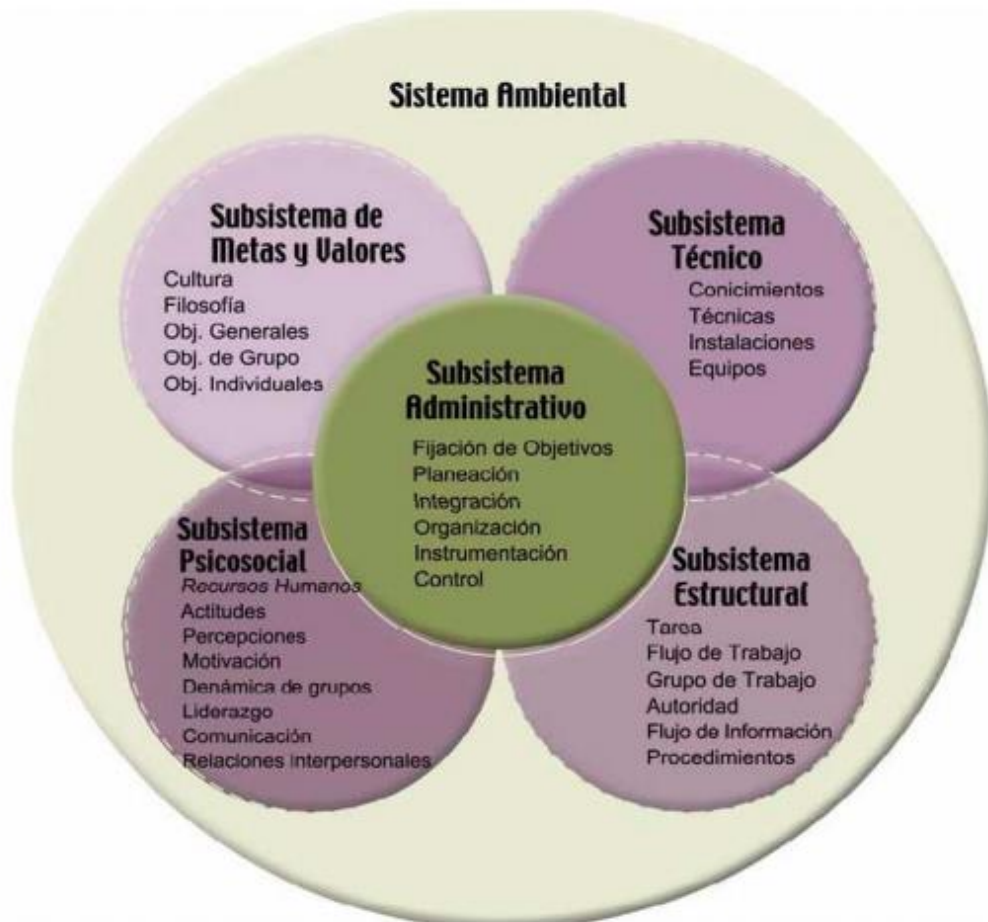 Sistema Ambiental
Subsistema de
Metas y Valores
Cultura
Filosofía
Obj. Generales
Obj. de Grupo
Obj. Individuales
Subsistema
Técnico
Conicimientos
Técnicas
Instalaciones
Equipos
Subsistema
Administrativo
Fijación de Objetivos
Planeación
Integración
Organización
Instrumentación
Control
Subsistema
Psicosocial
Recursos Humanos
Actitudes
Percepciones
Motivación
Denámica de grupos
Liderazgo
Comunicación
Relaciones interpersonales
Subsistema
Estructural
Tarea
Flujo de Trabajo
Grupo de Trabajo
Autoridad
Flujo de Información
Procedimientos